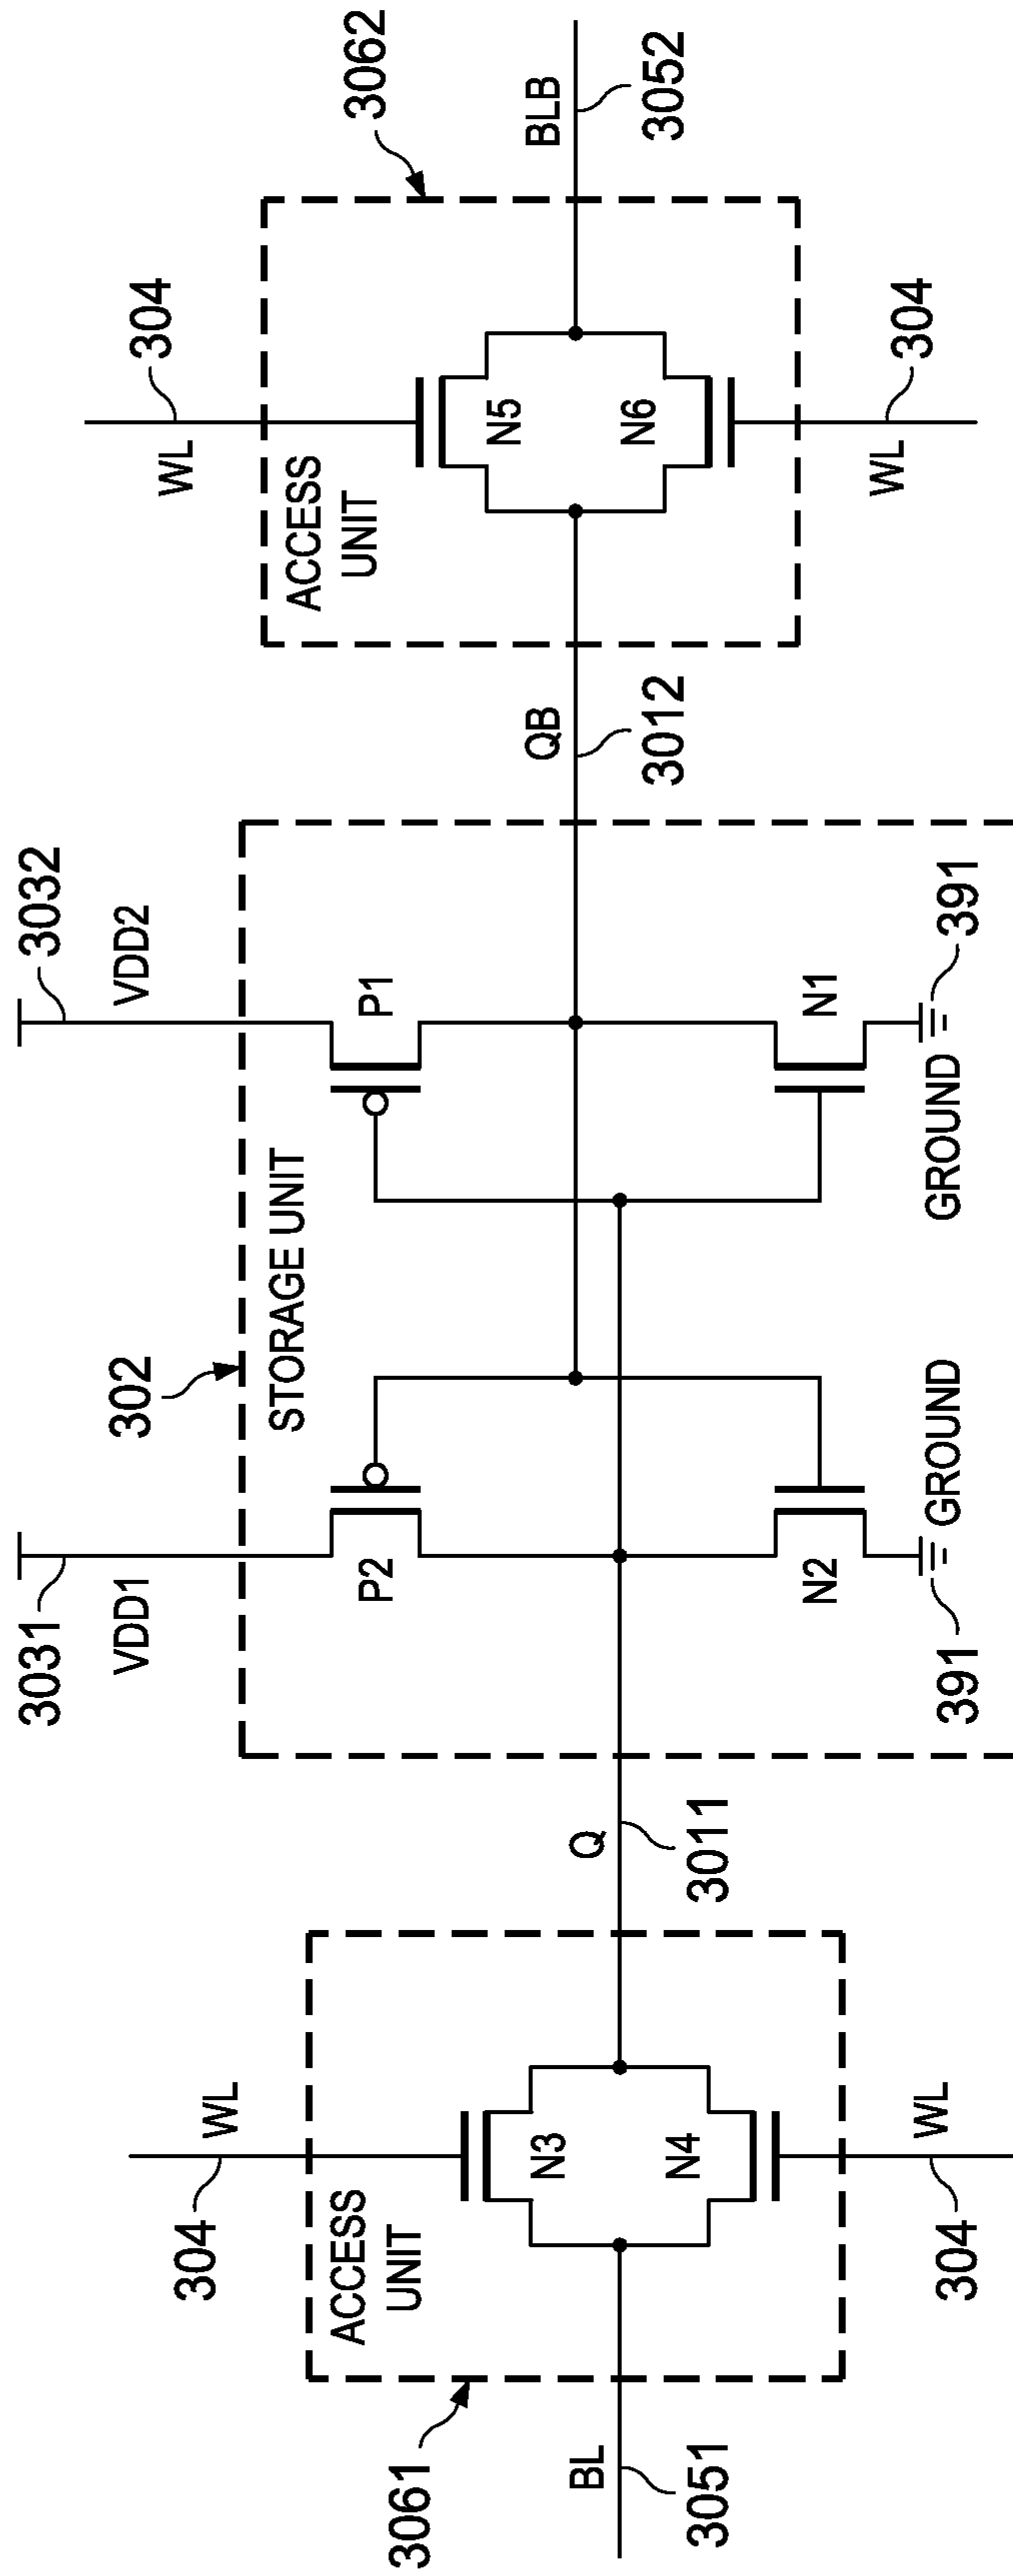 3031
3032
VDD1
VDD2
302
STORAGE UNIT
P2
P1
304
WL
304
WL
3061
ACCESS
UNIT
3062
ACCESS
UNIT
N3
N4
N5
N6
BL
3051
Q
3011
QB
3012
BLB
3052
N2
N1
391
GROUND
GROUND
391
304
WL
WL
304